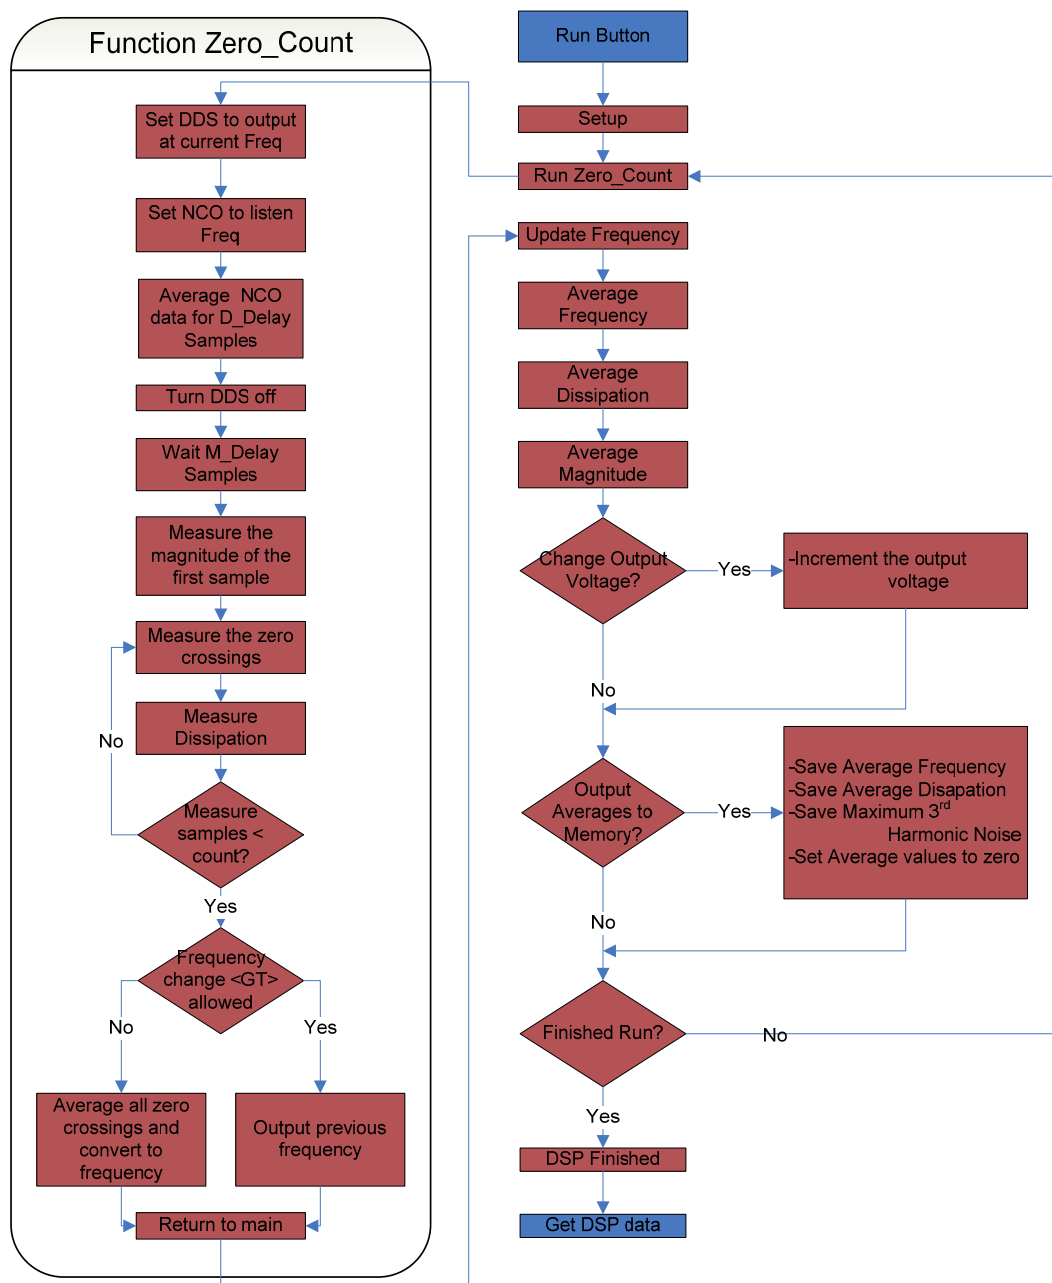 Function Zero_Count
Set DDS to output
at current Freq
Set NCO to listen
Freq
Average NCO
data for D_Delay
Samples
Turn DDS off
Wait M_Delay
Samples
Measure the
magnitude of the
first sample
Measure the zero
crossings
Measure
Dissipation
No
Measure
samples <
count?
Yes
Frequency
change <GT>
allowed
No
Yes
Average all zero
crossings and
convert to
frequency
Output previous
frequency
Return to main
Run Button
Setup
Run Zero_Count
Update Frequency
Average
Frequency
Average
Dissipation
Average
Magnitude
Change Output
Voltage?
Yes
-Increment the output
voltage
No
Output
Averages to
Memory?
Yes
-Save Average Frequency
-Save Average Disapation
-Save Maximum 3rd
Harmonic Noise
-Set Average values to zero
No
Finished Run?
No
Yes
DSP Finished
Get DSP data